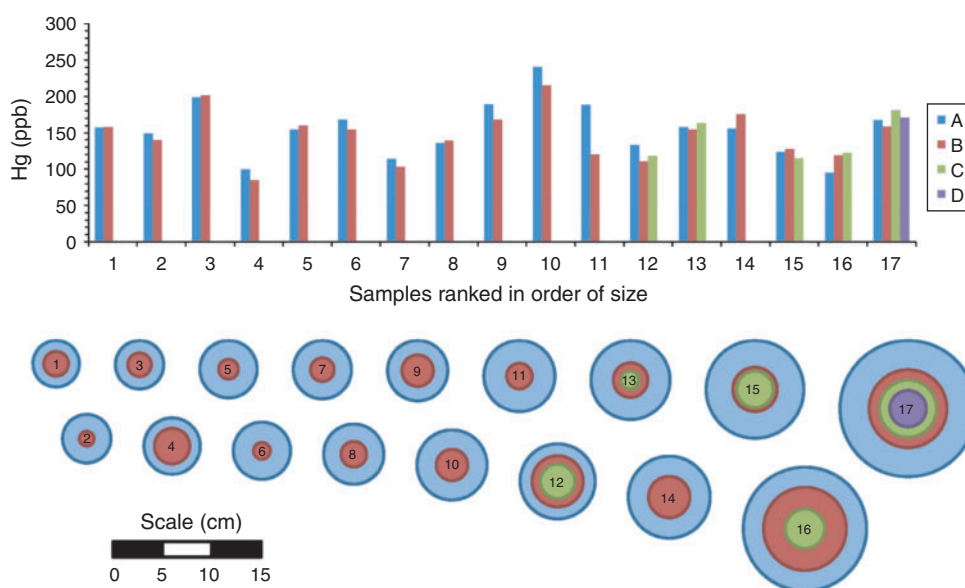 300
250
200
150
100
50
0
Hg (ppb)
1 2 3 4 5 6 7 8 9 10 11 12 13 14 15 16 17
Samples ranked in order of size
A
B
C
D
1 3 5 7 9 11 13 15 17
2 4 6 8 10 12 14 16
Scale (cm)
0 5 10 15